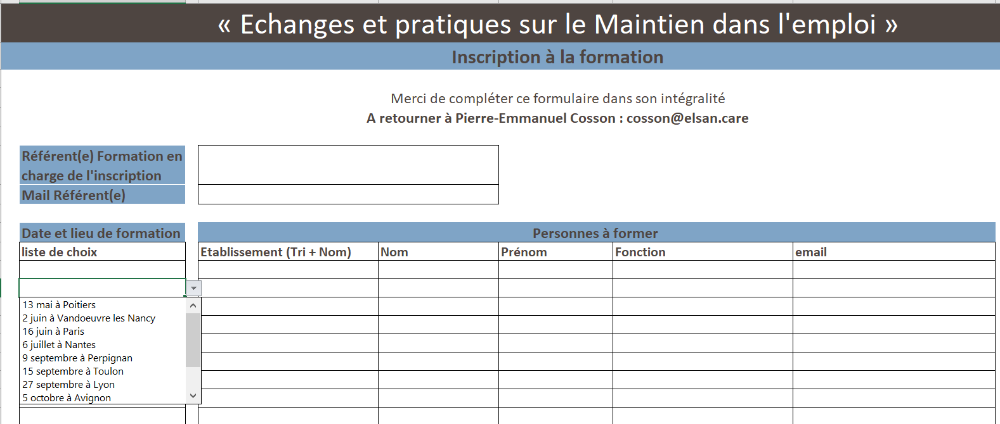 « Echanges et pratiques sur le Maintien dans l'emploi »
Inscription à la formation
Merci de compléter ce formulaire dans son intégralité
A retourner à Pierre-Emmanuel Cosson : cosson@elsan.care
Référent(e) Formation en
charge de l'inscription
Mail Référent(e)
Date et lieu de formation
Personnes à former
liste de choix
Etablissement (Tri + Nom)
Nom
Prénom
Fonction
email
13 mai à Poitiers
2 juin à Vandoeuvre les Nancy
16 juin à Paris
6 juillet à Nantes
9 septembre à Perpignan
15 septembre à Toulon
27 septembre à Lyon
5 octobre à Avignon